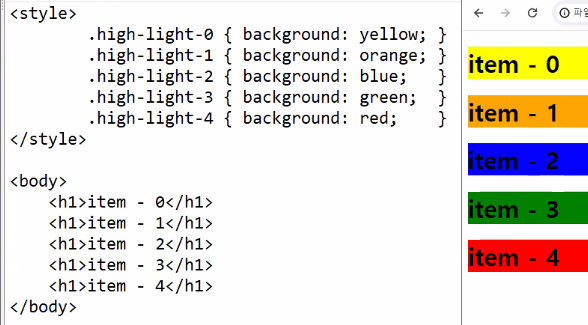 <style>
        .high-light-0 { background: yellow; }
        .high-light-1 { background: orange; }
        .high-light-2 { background: blue;   }
        .high-light-3 { background: green;  }
        .high-light-4 { background: red;    }
</style>
<body>
    <h1>item - 0</h1>
    <h1>item - 1</h1>
    <h1>item - 2</h1>
    <h1>item - 3</h1>
    <h1>item - 4</h1>
</body>
파일
item - 0
item - 1
item - 2
item - 3
item - 4